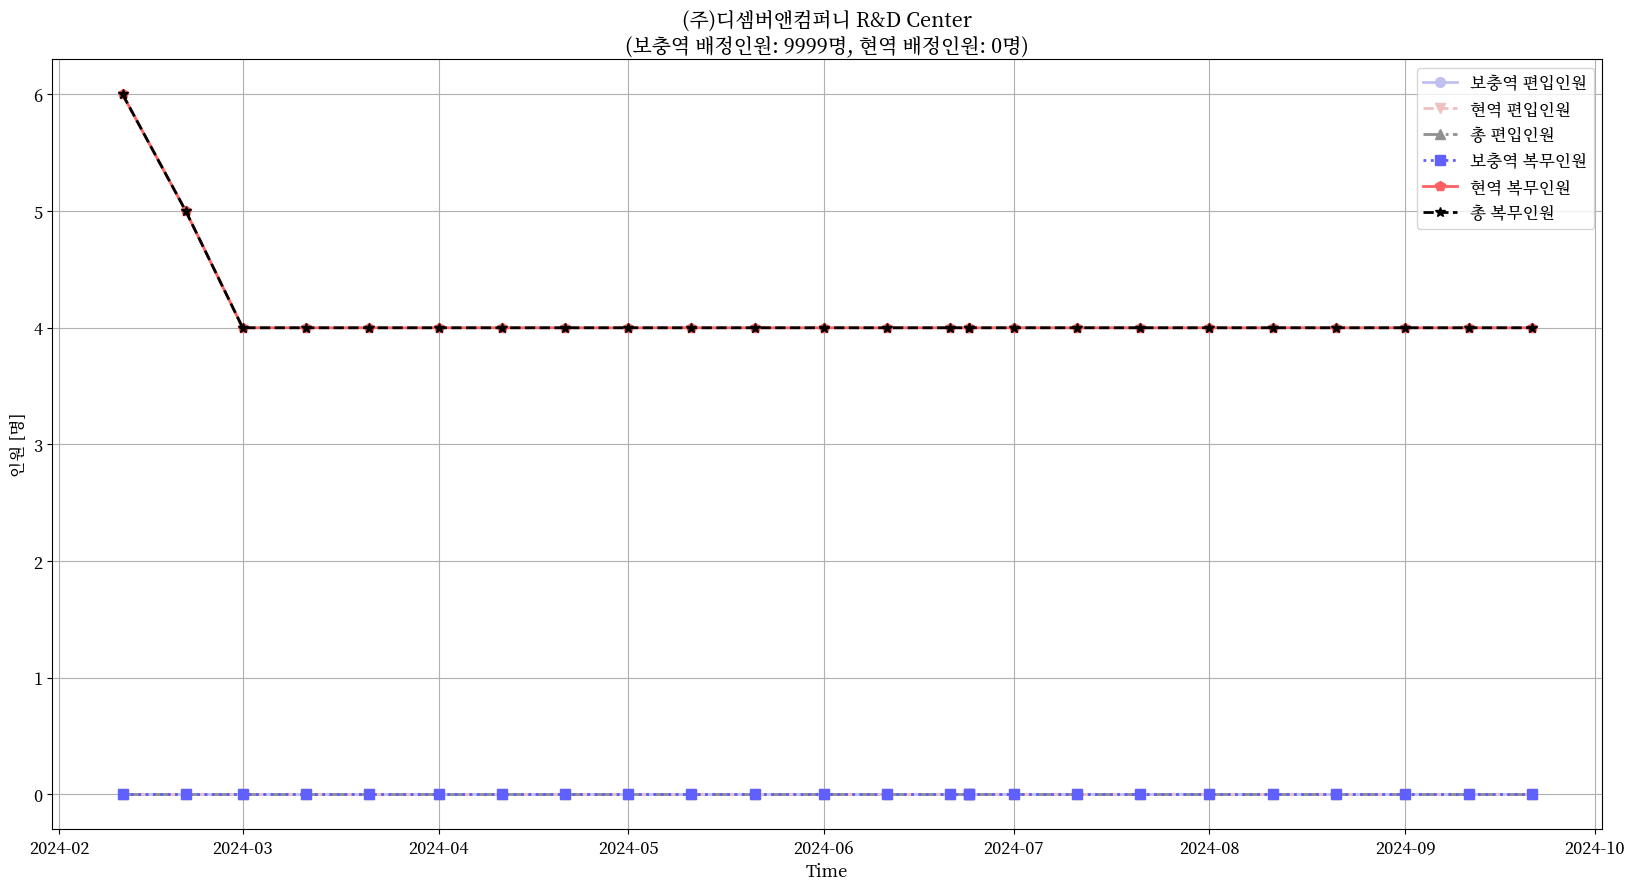 (주)디셈버앤컴퍼니 R&D Center
(보충역 배정인원: 9999명, 현역 배정인원: 0명)
보충역 편입인원
현역 편입인원
총 편입인원
보충역 복무인원
현역 복무인원
총 복무인원
인원 [명]
6
5
4
3
2
1
0
2024-02 2024-03 2024-04 2024-05 2024-06 2024-07 2024-08 2024-09 2024-10
Time